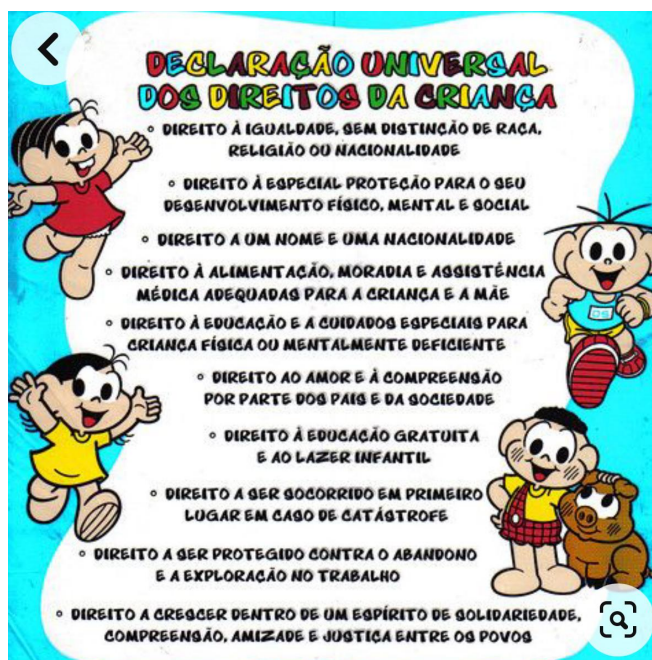 DECLARAÇÃO UNIVERSAL
DOS DIREITOS DA CRIANÇA
° DIREITO À IGUALDADE, SEM DISTINÇÃO DE RAÇA,
RELIGIÃO OU NACIONALIDADE
° DIREITO À ESPECIAL PROTEÇÃO PARA O SEU
DESENVOLVIMENTO FÍSICO, MENTAL E SOCIAL
° DIREITO A UM NOME E UMA NACIONALIDADE
° DIREITO À ALIMENTAÇÃO, MORADIA E ASSISTÊNCIA
MÉDICA ADEQUADAS PARA A CRIANÇA E A MÃE
° DIREITO À EDUCAÇÃO E A CUIDADOS ESPECIAIS PARA
CRIANÇA FÍSICA OU MENTALMENTE DEFICIENTE
° DIREITO AO AMOR E À COMPREENSÃO
POR PARTE DOS PAIS E DA SOCIEDADE
° DIREITO À EDUCAÇÃO GRATUITA
E AO LAZER INFANTIL
° DIREITO A SER SOCORRIDO EM PRIMEIRO
LUGAR EM CASO DE CATÁSTROFE
° DIREITO A SER PROTEGIDO CONTRA O ABANDONO
E A EXPLORAÇÃO NO TRABALHO
° DIREITO A CRESCER DENTRO DE UM ESPÍRITO DE SOLIDARIEDADE,
COMPREENSÃO, AMIZADE E JUSTIÇA ENTRE OS POVOS